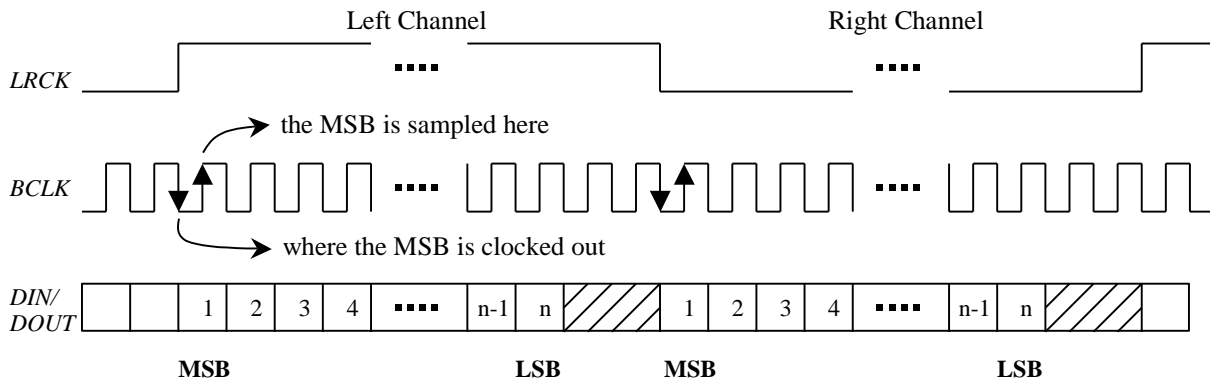 Left Channel Right Channel
LRCK
the MSB is sampled here
BCLK
where the MSB is clocked out
DIN/
DOUT
1 2 3 4 n-1 n 1 2 3 4 n-1 n
MSB LSB MSB LSB